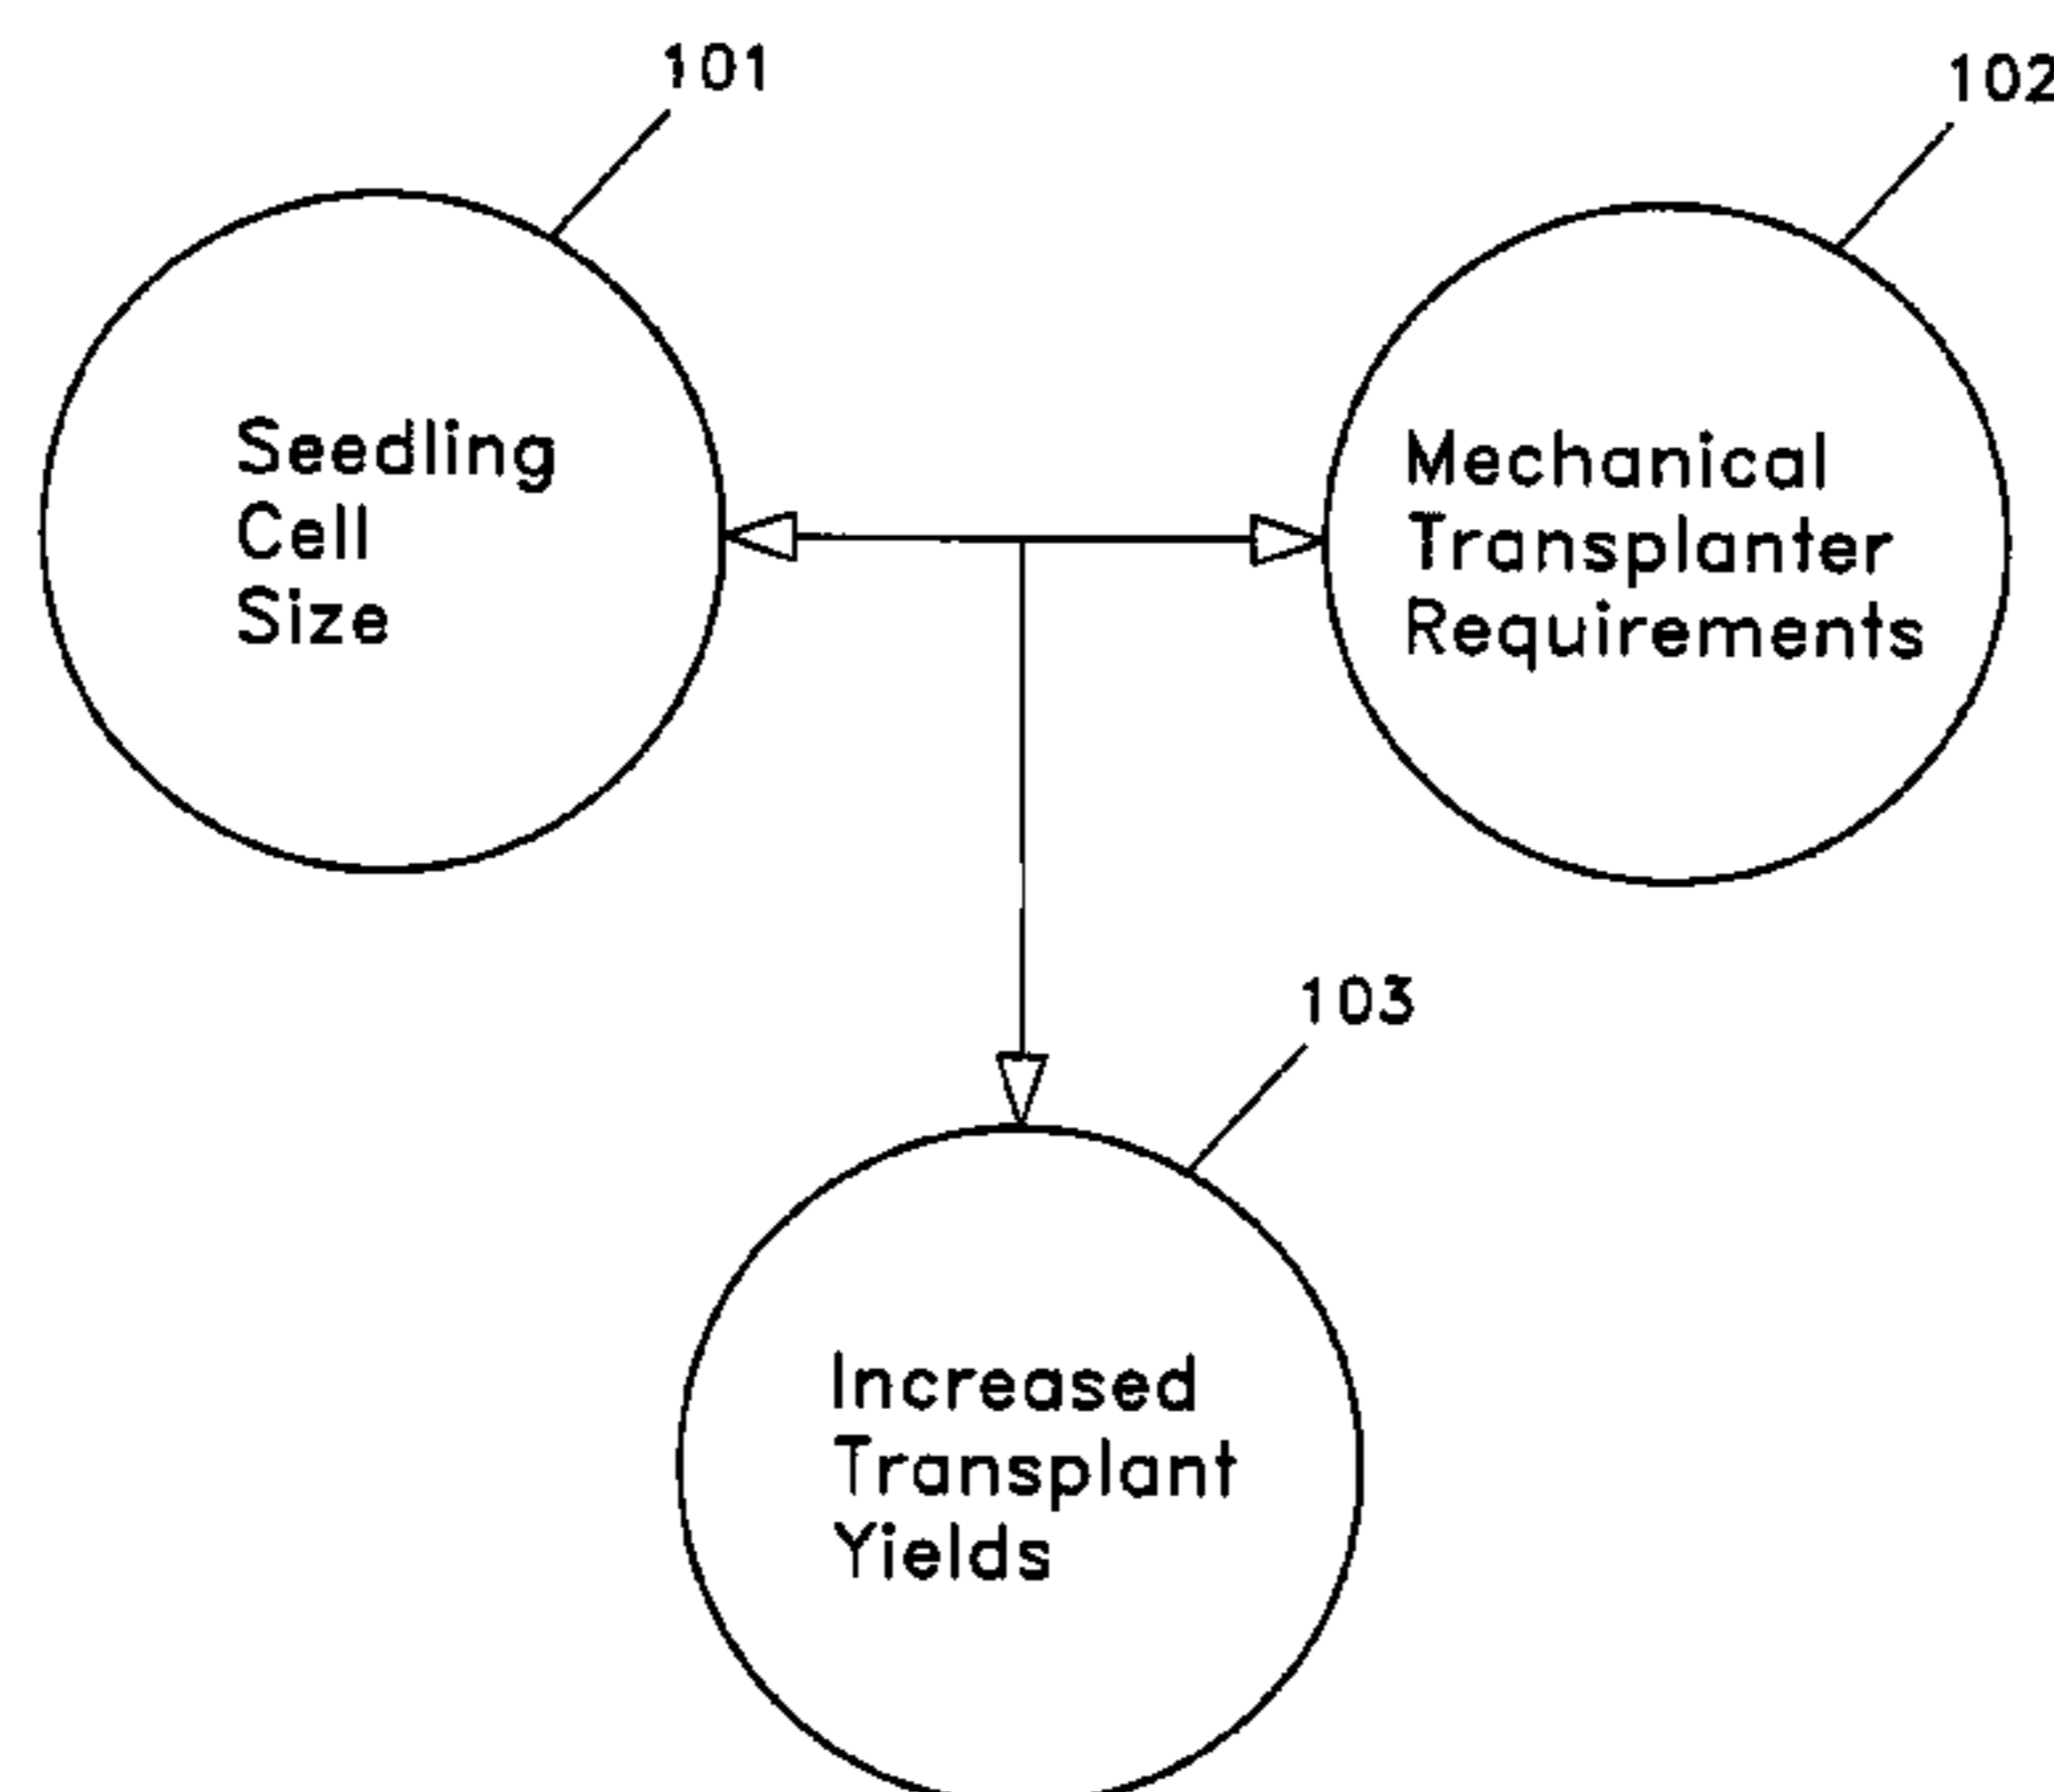 101
102
Seedling
Cell
Size
Mechanical
Transplanter
Requirements
103
Increased
Transplant
Yields